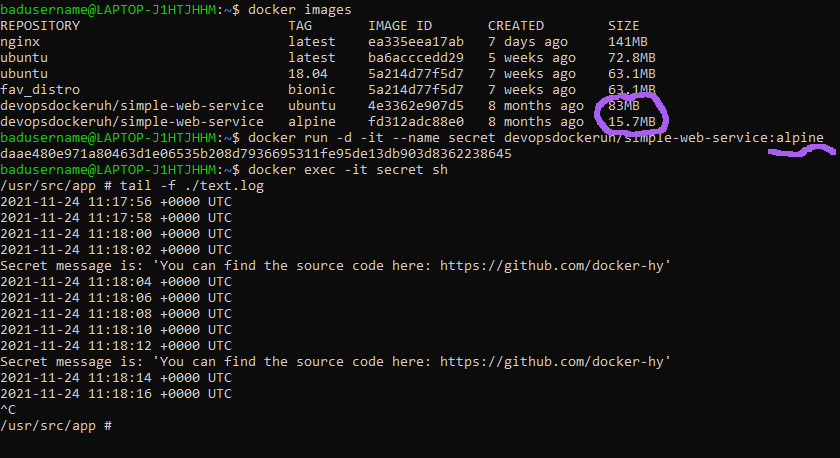 badusername@LAPTOP-J1HTJHHM:~$ docker images
REPOSITORY TAG IMAGE ID CREATED SIZE
nginx latest ea335eea17ab 7 days ago 141MB
ubuntu latest ba6acccedd29 5 weeks ago 72.8MB
ubuntu 18.04 5a214d77f5d7 7 weeks ago 63.1MB
fav_distro bionic 5a214d77f5d7 7 weeks ago 63.1MB
devopsdockeruh/simple-web-service ubuntu 4e3362e907d5 8 months ago 83MB
devopsdockeruh/simple-web-service alpine fd312adc88e0 8 months ago 15.7MB
badusername@LAPTOP-J1HTJHHM:~$ docker run -d -it --name secret devopsdockeruh/simple-web-service:alpine
daae480e971a80463d1e06535b208d7936695311fe95de13db903d8362238645
badusername@LAPTOP-J1HTJHHM:~$ docker exec -it secret sh
/usr/src/app # tail -f ./text.log
2021-11-24 11:17:56 +0000 UTC
2021-11-24 11:17:58 +0000 UTC
2021-11-24 11:18:00 +0000 UTC
2021-11-24 11:18:02 +0000 UTC
Secret message is: 'You can find the source code here: https://github.com/docker-hy'
2021-11-24 11:18:04 +0000 UTC
2021-11-24 11:18:06 +0000 UTC
2021-11-24 11:18:08 +0000 UTC
2021-11-24 11:18:10 +0000 UTC
2021-11-24 11:18:12 +0000 UTC
Secret message is: 'You can find the source code here: https://github.com/docker-hy'
2021-11-24 11:18:14 +0000 UTC
2021-11-24 11:18:16 +0000 UTC
^C
/usr/src/app #